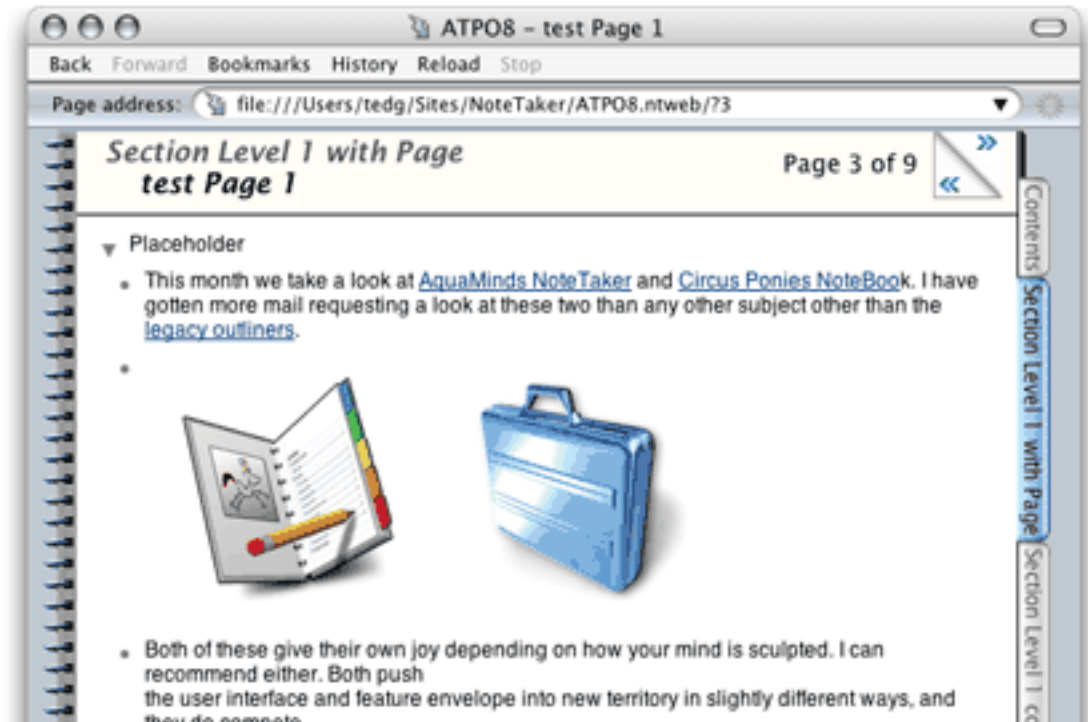 ATPO8 – test Page 1
Back Forward Bookmarks History Reload Stop
Page address: file:///Users/tedg/Sites/NoteTaker/ATPO8.ntweb/?3
Section Level 1 with Page
test Page 1
Page 3 of 9
Placeholder
This month we take a look at AquaMinds NoteTaker and Circus Ponies NoteBook. I have
gotten more mail requesting a look at these two than any other subject other than the
legacy outliners.
Both of these give their own joy depending on how your mind is sculpted. I can
recommend either. Both push
the user interface and feature envelope into new territory in slightly different ways, and
they do compete
Contents
Section Level 1 with Page
Section Level 1 co